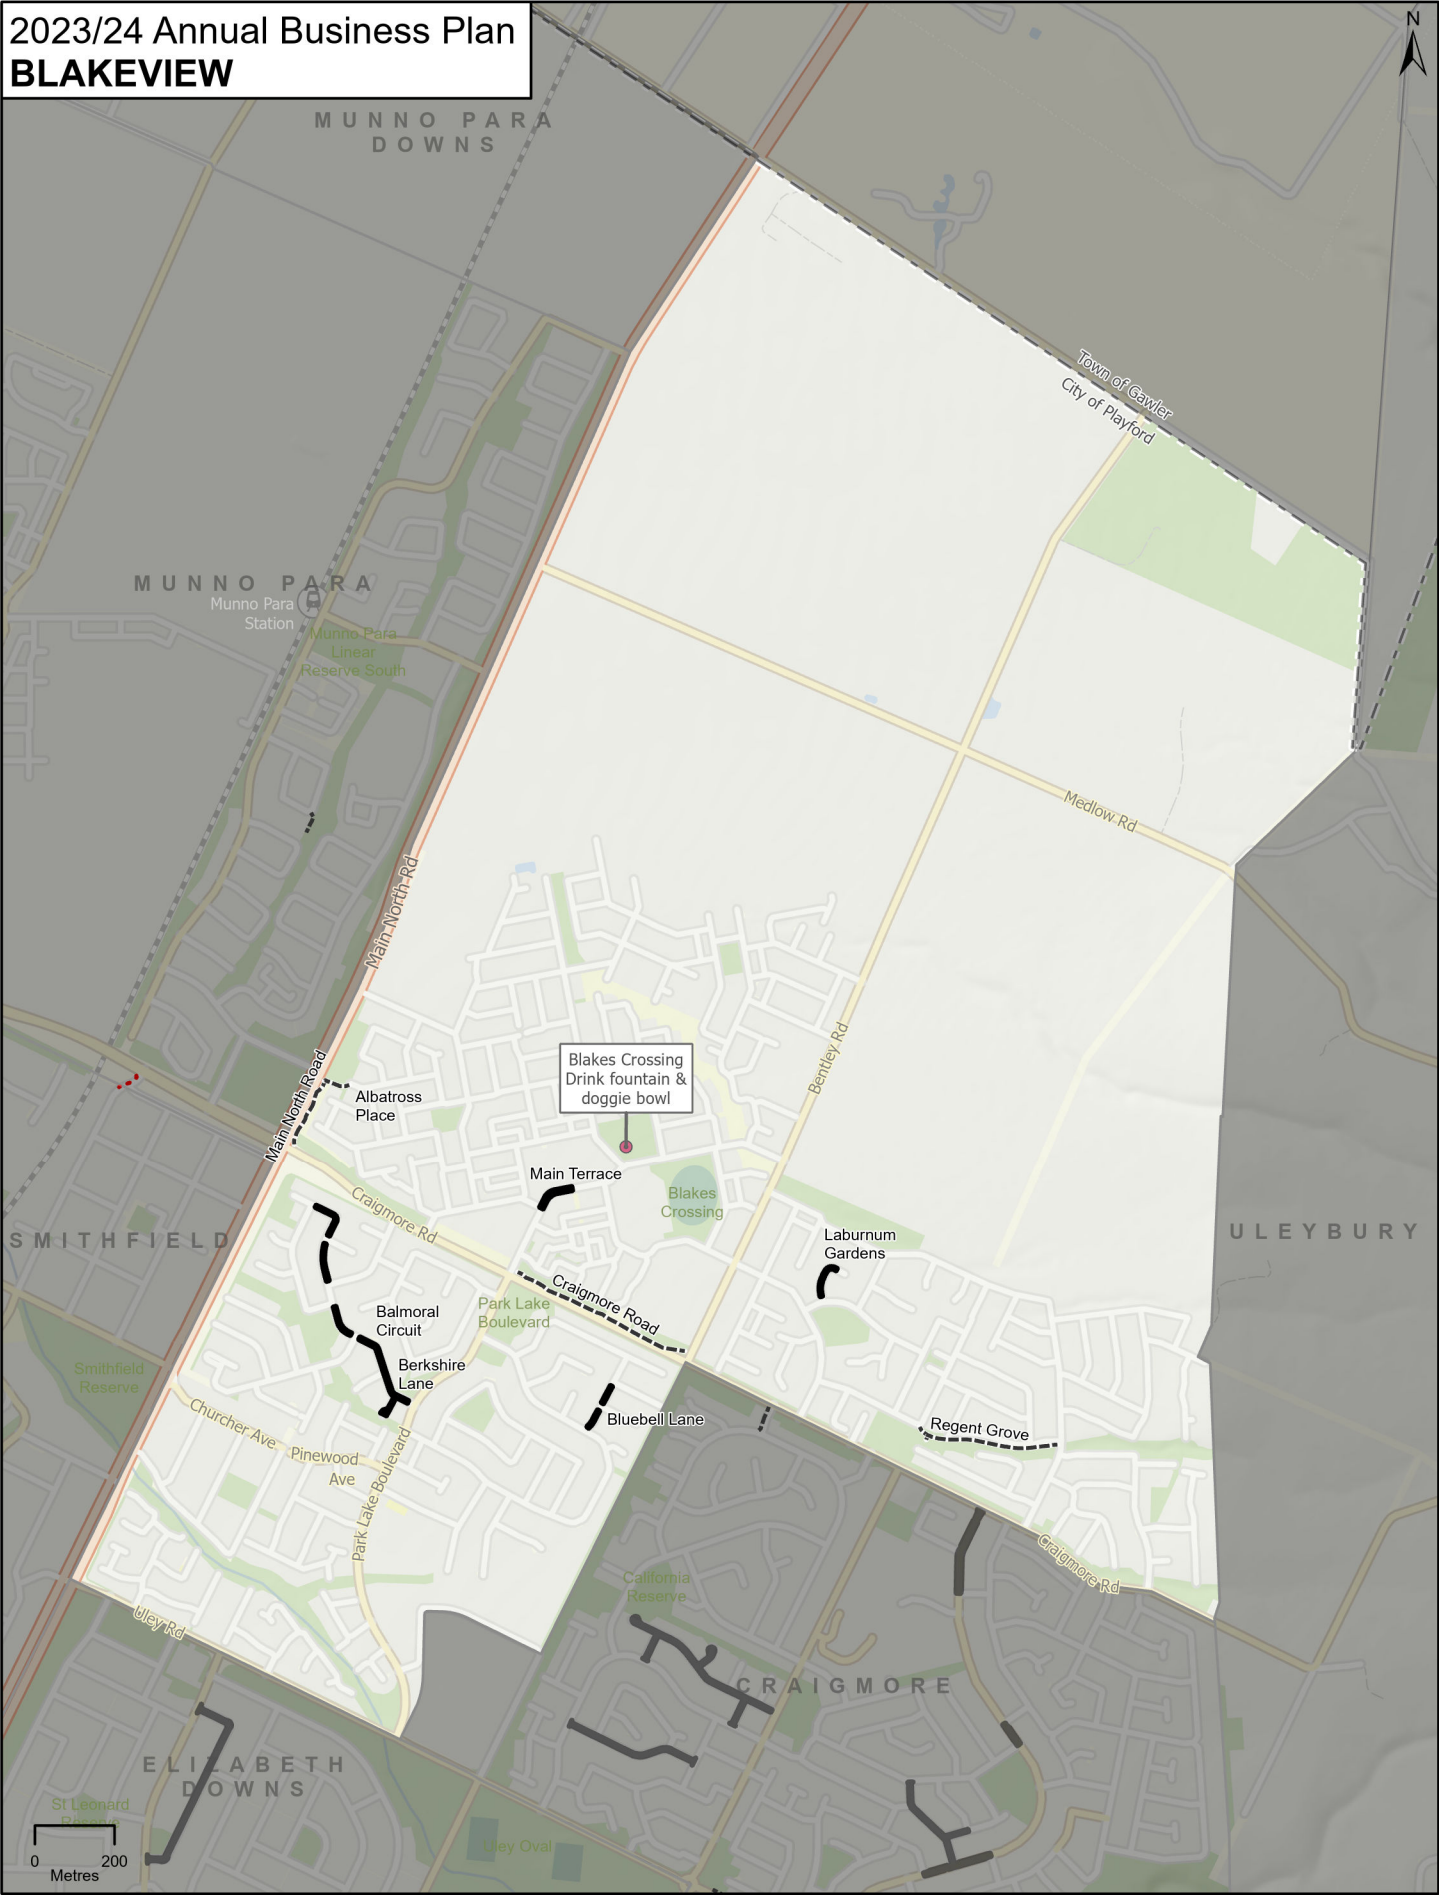 2023/24 Annual Business Plan
BLAKEVIEW
N
MUNNO PARA
DOWNS
Town of Gawler
City of Playford
MUNNO PARA
Munno Para
Station
Munno Para
Linear
Reserve South
Medlow Rd
Main North Rd
Bentley Rd
Blakes Crossing
Drink fountain &
doggie bowl
Main North Road
Albatross
Place
Main Terrace
Blakes
Crossing
Craigmore Rd
SMITHFIELD
ULEYBURY
Laburnum
Gardens
Craigmore Road
Park Lake
Boulevard
Balmoral
Circuit
Berkshire
Lane
Smithfield
Reserve
Bluebell Lane
Regent Grove
Churcher Ave
Pinewood
Ave
Park Lake Boulevard
Craigmore Rd
California
Reserve
Uley Rd
CRAIGMORE
ELIZABETH
DOWNS
St Leonard
Reserve
Uley Oval
0 200
Metres